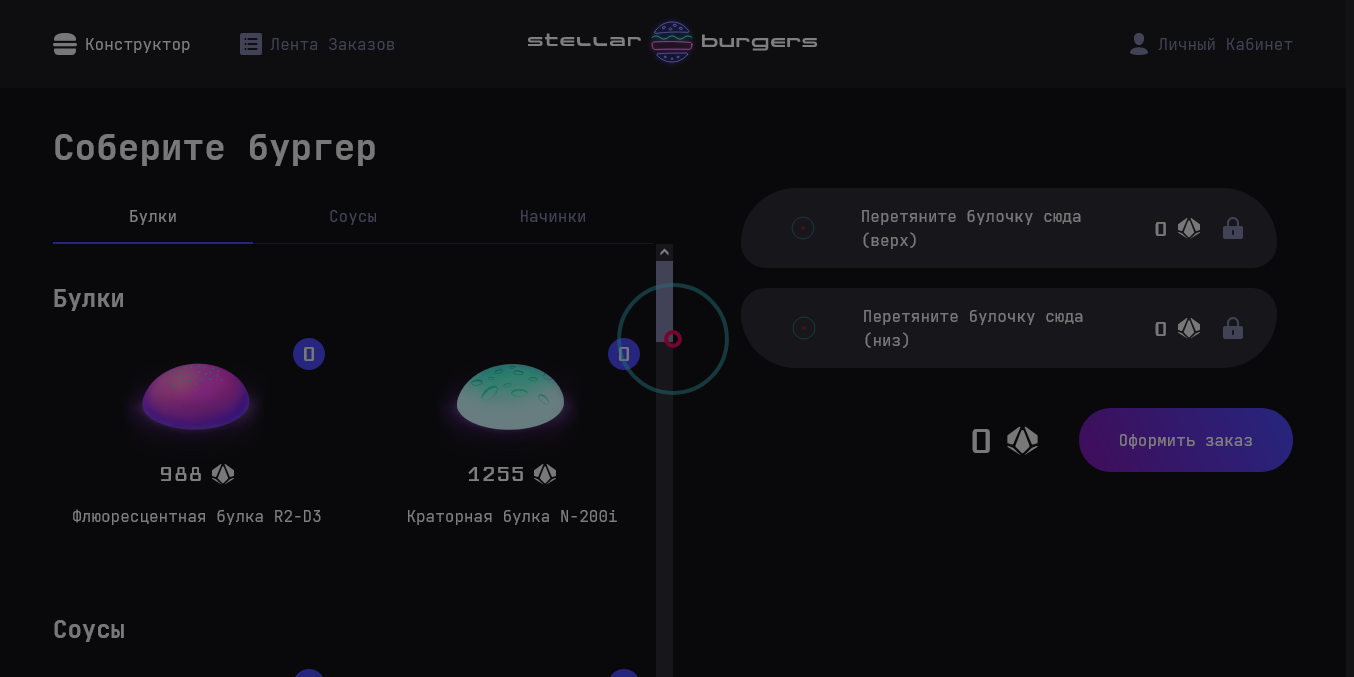 Конструктор
Лента Заказов
stellar burgers
Личный Кабинет
Соберите бургер
Булки
Соусы
Начинки
Булки
0
0
988
1255
Флюоресцентная булка R2-D3
Краторная булка N-200i
Соусы
Перетяните булочку сюда
(верх)
0
Перетяните булочку сюда
(низ)
0
0
Оформить заказ